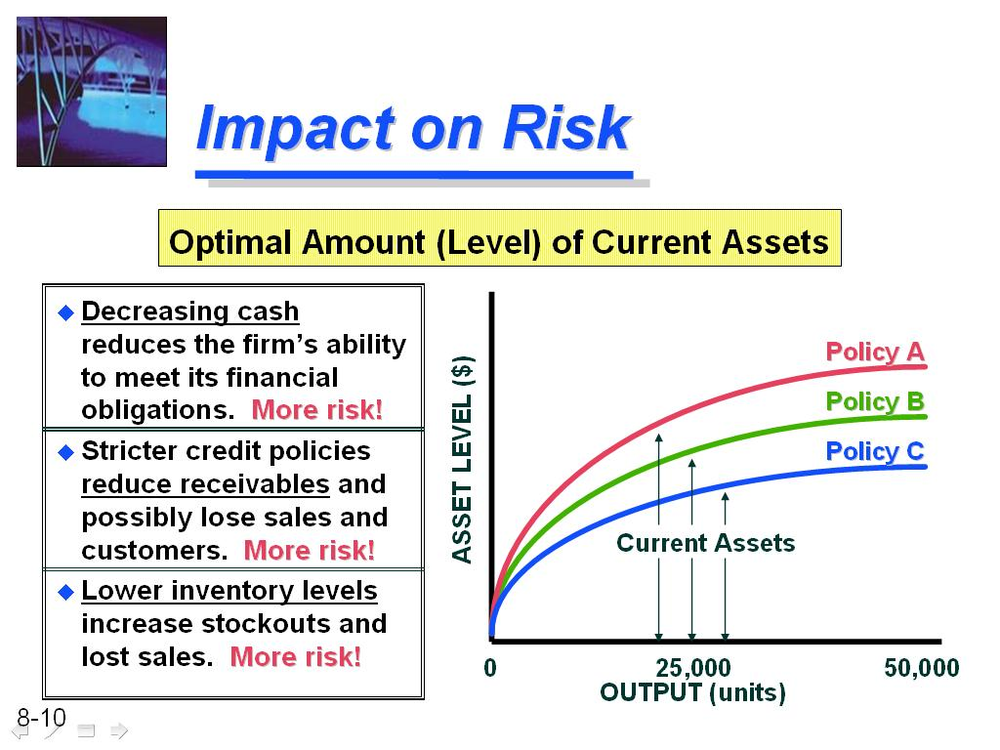 Impact on Risk
Optimal Amount (Level) of Current Assets
Decreasing cash
reduces the firm's ability
to meet its financial
obligations. More risk!
Stricter credit policies
reduce receivables and
possibly lose sales and
customers. More risk!
Lower inventory levels
increase stockouts and
lost sales. More risk!
ASSET LEVEL ($)
Policy A
Policy B
Policy C
Current Assets
0 25,000 50,000
OUTPUT (units)
8-10